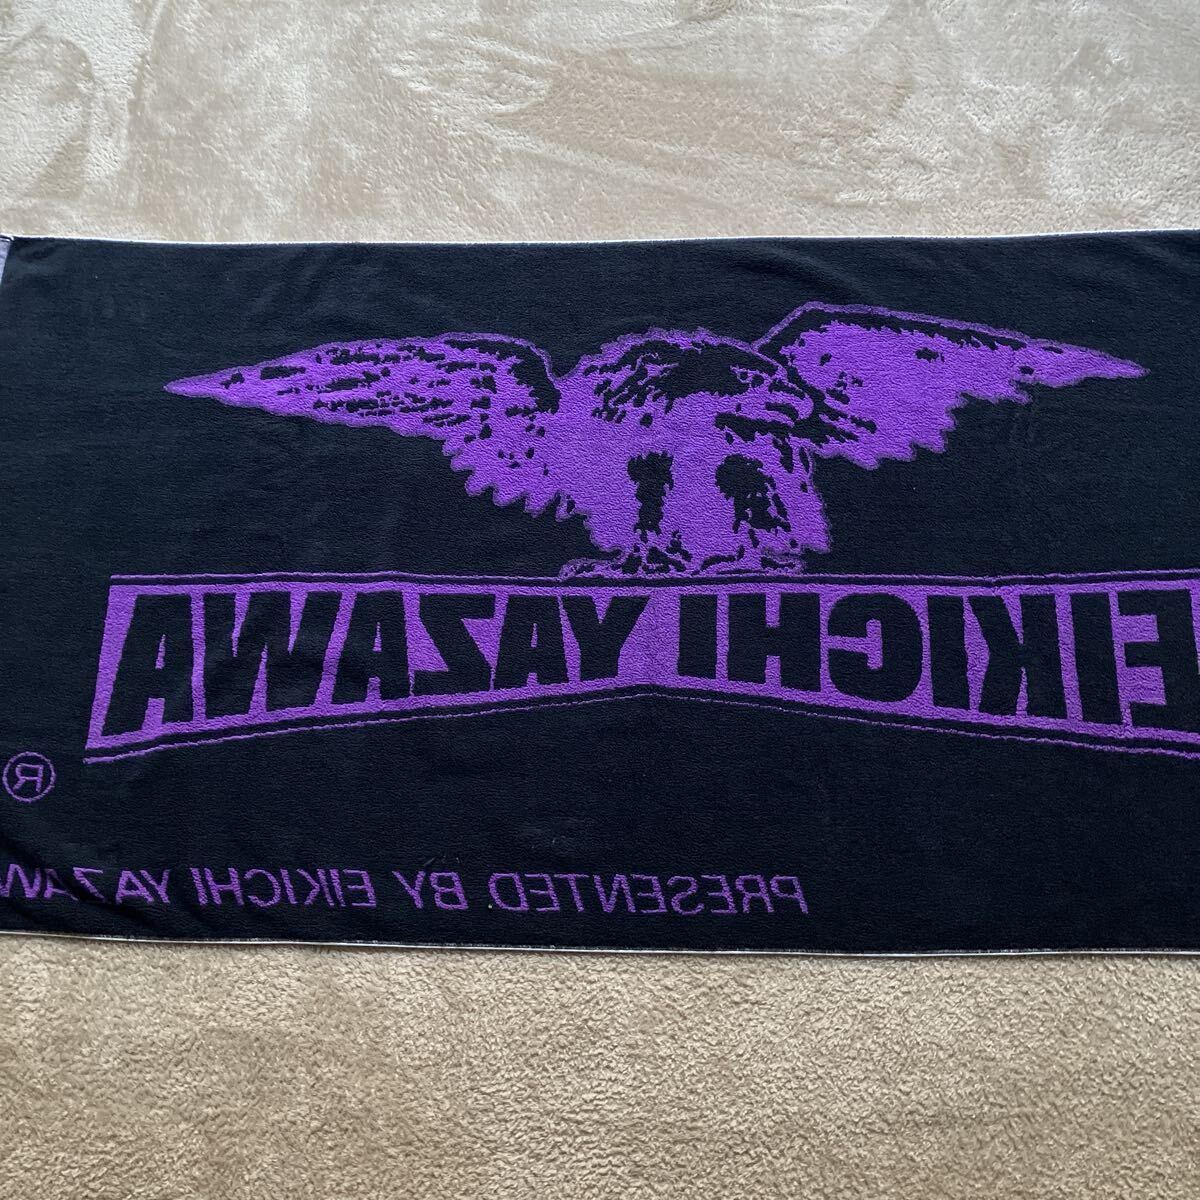 EIKICHI YAZAWA
®
PRESENTED BY EIKICHI YAZAW